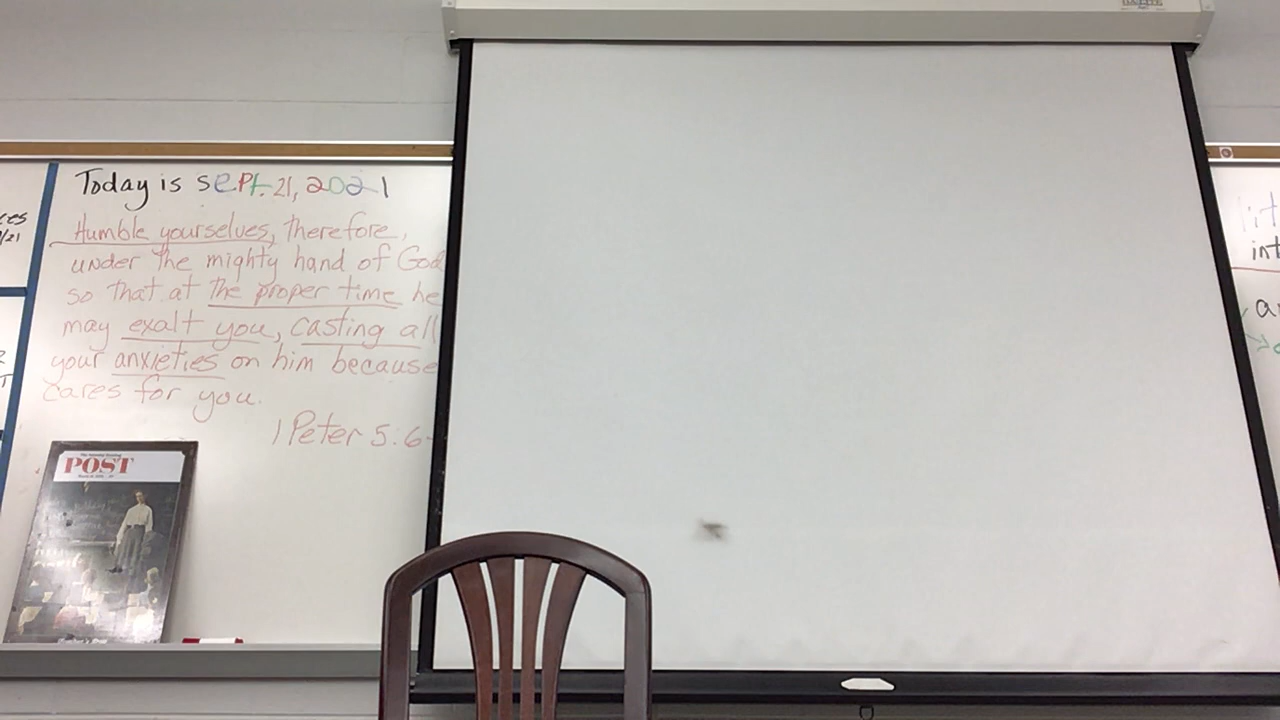 Today is Sept. 21, 2021
Humble yourselves, therefore,
under the mighty hand of God
so that at the proper time he
may exalt you, casting all
your anxieties on him because
cares for you.
1 Peter 5:6-
POST
lit
int